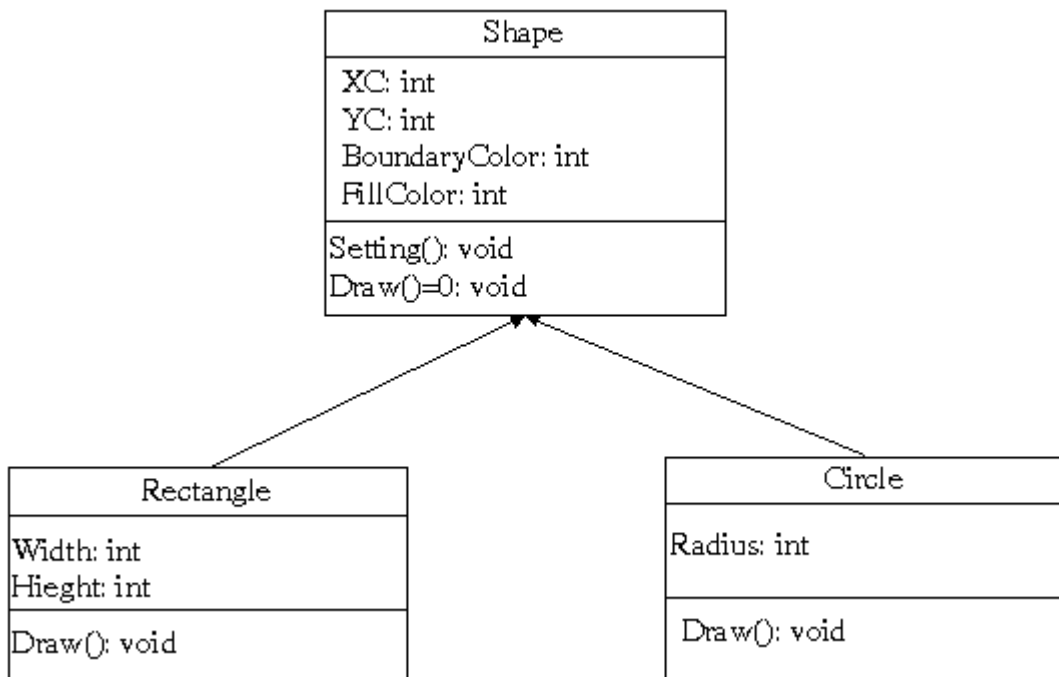 Shape
XC: int
YC: int
BoundaryColor: int
FillColor: int
Setting(): void
Draw()=0: void
Rectangle
Width: int
Hieght: int
Draw(): void
Circle
Radius: int
Draw(): void